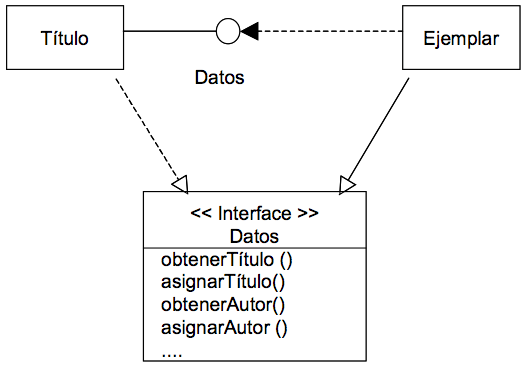 Título
Ejemplar
Datos
<< Interface >>
Datos
obtenerTítulo ()
asignarTítulo()
obtenerAutor()
asignarAutor ()
....